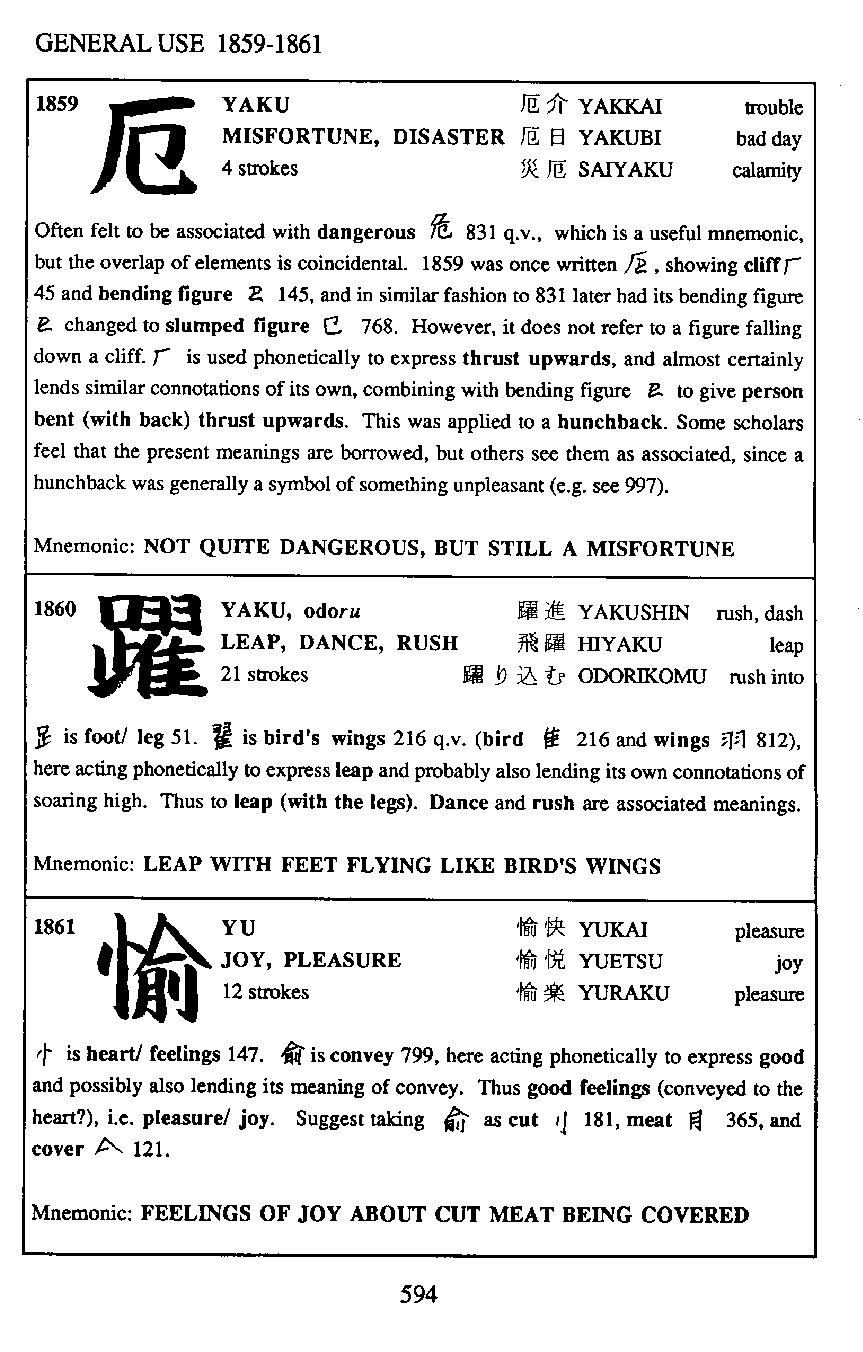 GENERAL USE 1859-1861
1859 厄 YAKU 厄介 YAKKAI trouble
MISFORTUNE, DISASTER 厄日 YAKUBI bad day
4 strokes 災厄 SAIYAKU calamity
Often felt to be associated with dangerous 危 831 q.v., which is a useful mnemonic,
but the overlap of elements is coincidental. 1859 was once written , showing cliff 厂
45 and bending figure 145, and in similar fashion to 831 later had its bending figure
changed to slumped figure 㔾 768. However, it does not refer to a figure falling
down a cliff. 厂 is used phonetically to express thrust upwards, and almost certainly
lends similar connotations of its own, combining with bending figure to give person
bent (with back) thrust upwards. This was applied to a hunchback. Some scholars
feel that the present meanings are borrowed, but others see them as associated, since a
hunchback was generally a symbol of something unpleasant (e.g. see 997).
Mnemonic: NOT QUITE DANGEROUS, BUT STILL A MISFORTUNE
1860 躍 YAKU, odoru 躍進 YAKUSHIN rush, dash
LEAP, DANCE, RUSH 飛躍 HIYAKU leap
21 strokes 躍り込む ODORIKOMU rush into
𧾷 is foot/ leg 51. 翟 is bird's wings 216 q.v. (bird 隹 216 and wings 羽 812),
here acting phonetically to express leap and probably also lending its own connotations of
soaring high. Thus to leap (with the legs). Dance and rush are associated meanings.
Mnemonic: LEAP WITH FEET FLYING LIKE BIRD'S WINGS
1861 愉 YU 愉快 YUKAI pleasure
JOY, PLEASURE 愉悦 YUETSU joy
12 strokes 愉楽 YURAKU pleasure
忄 is heart/ feelings 147. 兪 is convey 799, here acting phonetically to express good
and possibly also lending its meaning of convey. Thus good feelings (conveyed to the
heart?), i.e. pleasure/ joy. Suggest taking 兪 as cut 刂 181, meat 月 365, and
cover 𠆢 121.
Mnemonic: FEELINGS OF JOY ABOUT CUT MEAT BEING COVERED
594